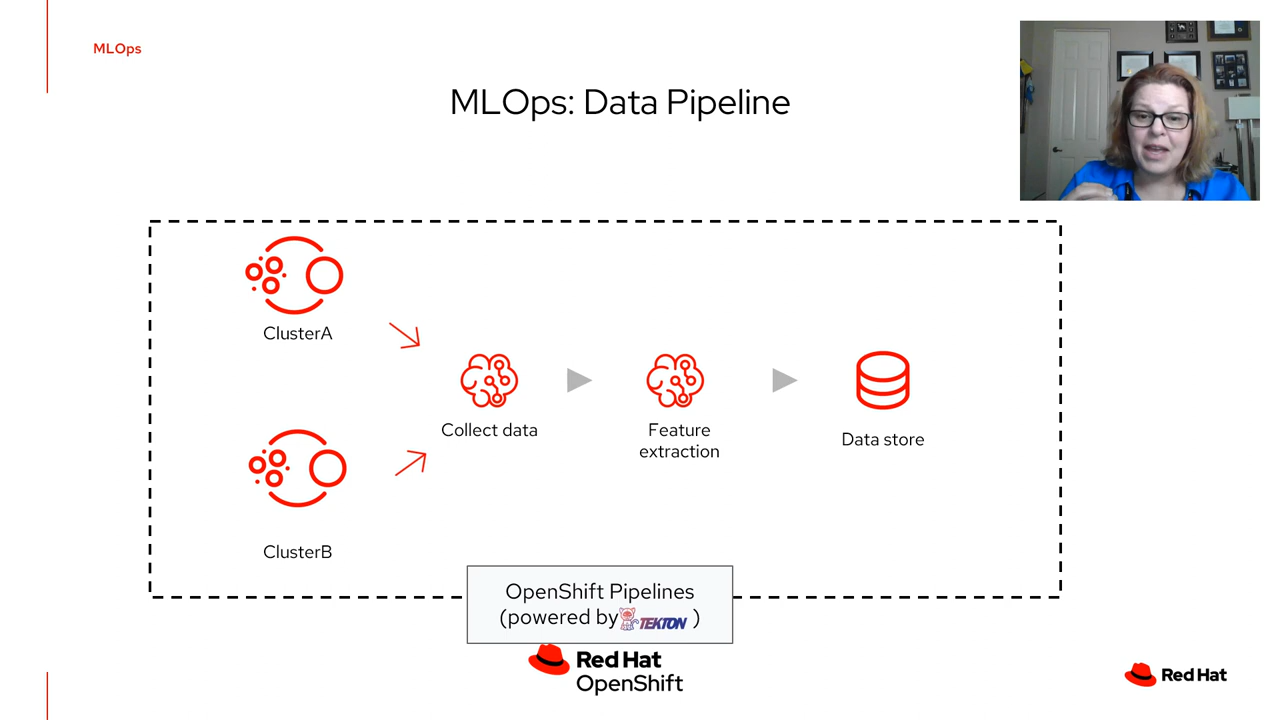 MLOps
MLOps: Data Pipeline
ClusterA
Collect data
Feature
extraction
Data store
ClusterB
OpenShift Pipelines
(powered by TEKTON )
Red Hat
OpenShift
Red Hat